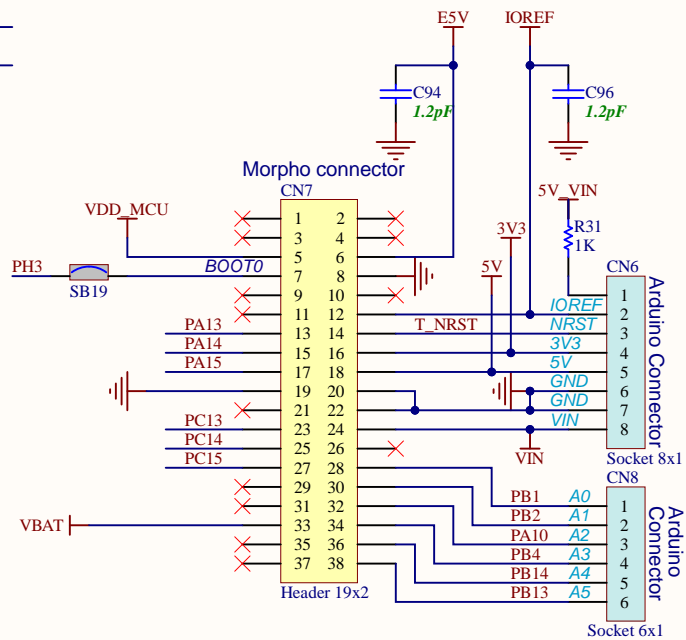 E5V IOREF
C94 C96
1.2pF 1.2pF
Morpho connector
CN7
5V_VIN
VDD_MCU
R31
1K
3V3
CN6
1 2
3 4
5V
5 6
PH3 BOOT0 7 8
SB19
9 10
1
11 12 IOREF 2
PA13 13 14 T_NRST NRST 3
PA14 15 16 3V3 4
PA15 17 18 5V 5
19 20 GND 6
21 22 GND 7
PC13 23 24 VIN 8
PC14 25 26
VIN
Socket 8x1
Arduino Connector
PC15 27 28
CN8
29 30 PB1 A0 1
31 32 PB2 A1 2
VBAT 33 34 PA10 A2 3
35 36 PB4 A3 4
37 38 PB14 A4 5
PB13 A5 6
Header 19x2
Socket 6x1
Arduino
Connector